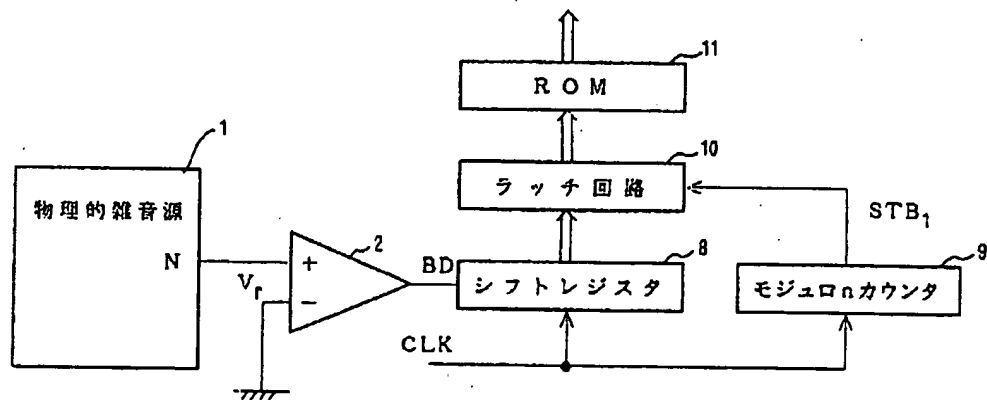 11
ROM
1
10
物理的雑音源
ラッチ回路
STB1
N
2
8
9
+
BD
シフトレジスタ
モジュロnカウンタ
Vr
−
CLK